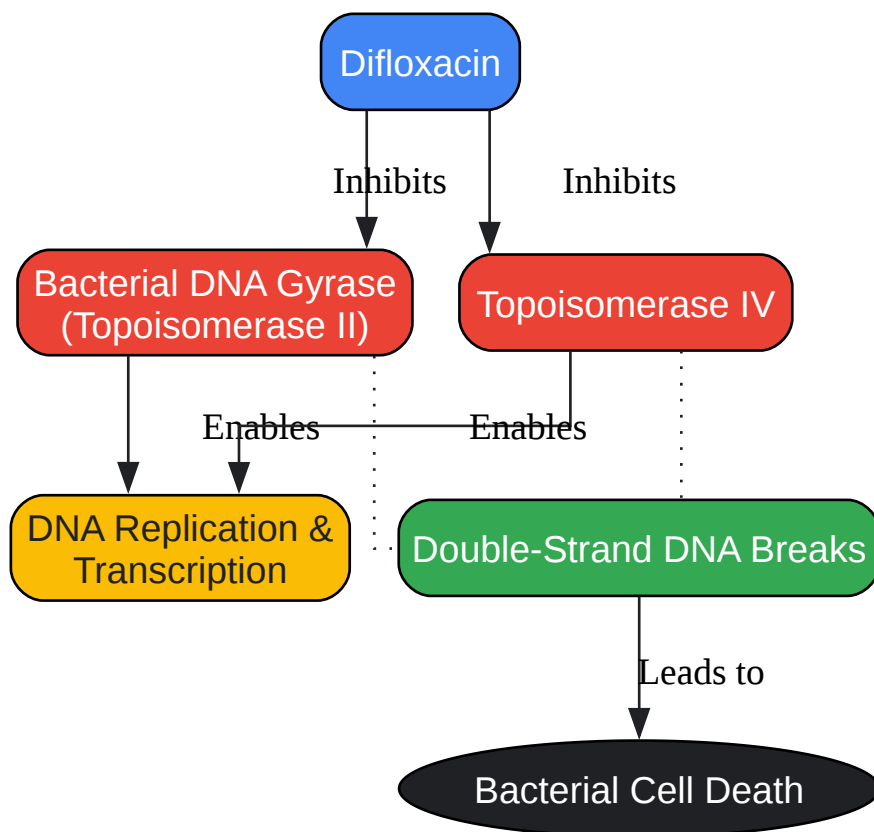 Difloxacin
Inhibits
Inhibits
Bacterial DNA Gyrase
(Topoisomerase II)
Topoisomerase IV
Enables
Enables
DNA Replication &
Transcription
Double-Strand DNA Breaks
Leads to
Bacterial Cell Death